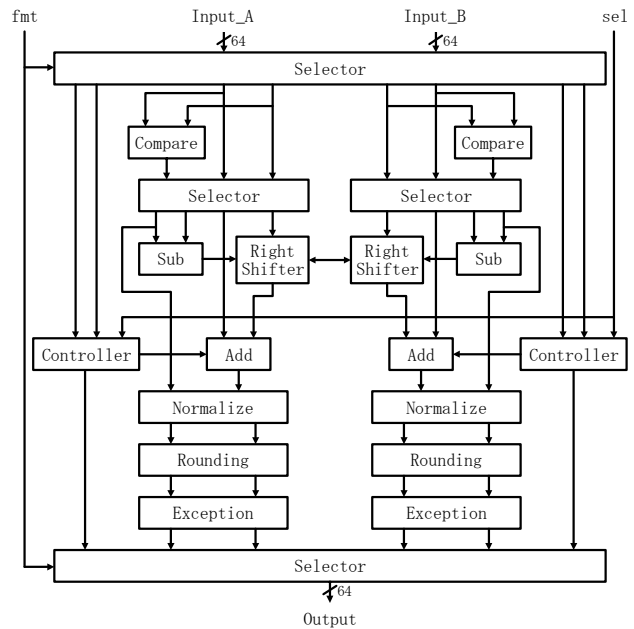 fmt Input_A Input_B sel
64 64
Selector
Compare Compare
Selector Selector
Sub Right Shifter Right Shifter Sub
Controller Add Add Controller
Normalize Normalize
Rounding Rounding
Exception Exception
Selector
64
Output